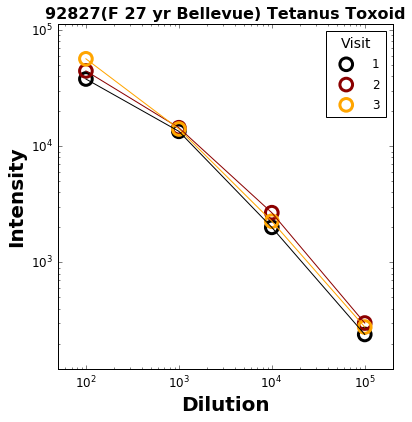 92827(F 27 yr Bellevue) Tetanus Toxoid
Visit
1
2
3
Intensity
10^5
10^4
10^3
10^2 10^3 10^4 10^5
Dilution